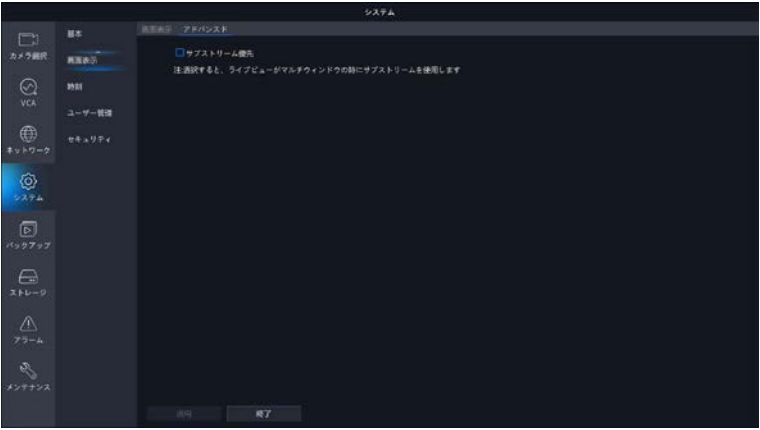 システム
カメラ選択
VCA
ネットワーク
システム
バックアップ
ストレージ
アラーム
メンテナンス
基本
画面表示
時刻
ユーザー管理
セキュリティ
画面表示 アドバンスド
サブストリーム優先
注:選択すると、ライブビューがマルチウィンドウの時にサブストリームを使用します
適用 終了